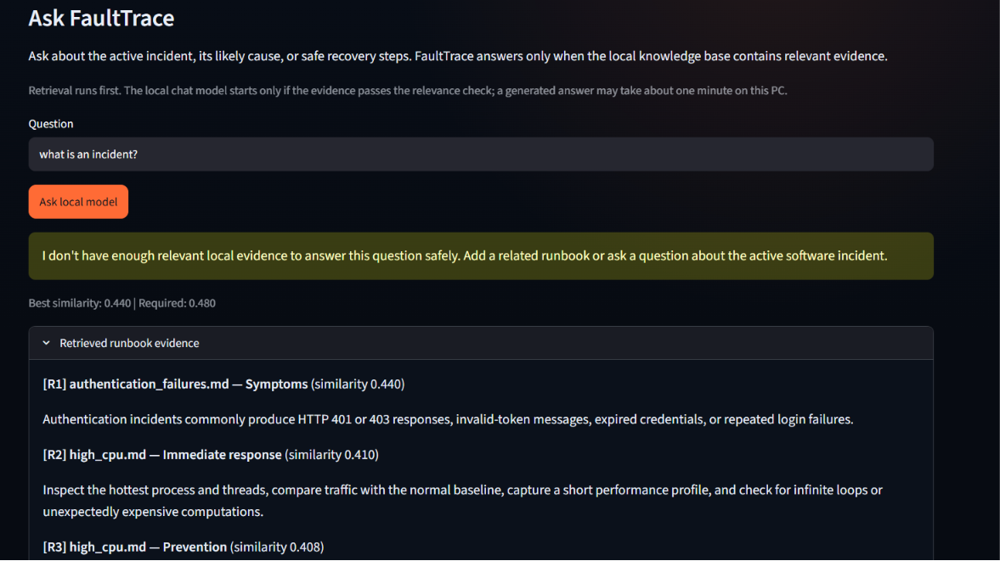 Ask FaultTrace
Ask about the active incident, its likely cause, or safe recovery steps. FaultTrace answers only when the local knowledge base contains relevant evidence.
Retrieval runs first. The local chat model starts only if the evidence passes the relevance check; a generated answer may take about one minute on this PC.
Question
what is an incident?
Ask local model
I don't have enough relevant local evidence to answer this question safely. Add a related runbook or ask a question about the active software incident.
Best similarity: 0.440 | Required: 0.480
Retrieved runbook evidence
[R1] authentication_failures.md — Symptoms (similarity 0.440)
Authentication incidents commonly produce HTTP 401 or 403 responses, invalid-token messages, expired credentials, or repeated login failures.
[R2] high_cpu.md — Immediate response (similarity 0.410)
Inspect the hottest process and threads, compare traffic with the normal baseline, capture a short performance profile, and check for infinite loops or
unexpectedly expensive computations.
[R3] high_cpu.md — Prevention (similarity 0.408)